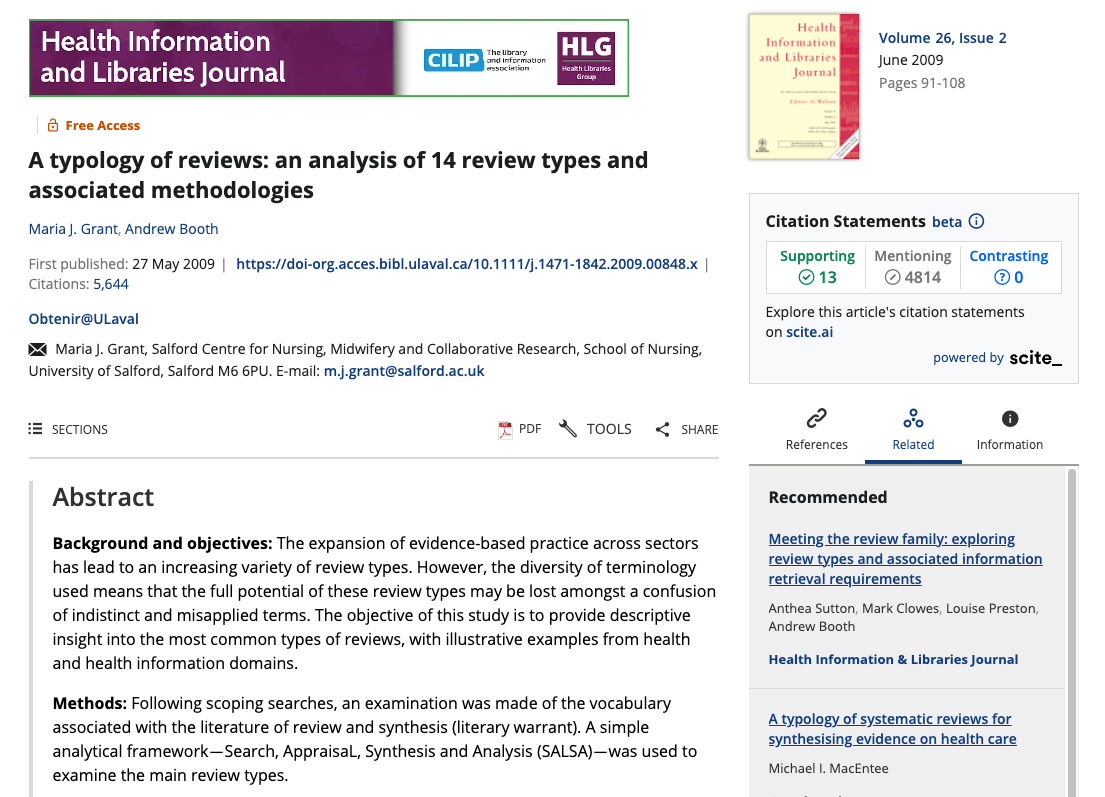 Health Information
and Libraries Journal
CILIP
The library
and information
association
HLG
Health Libraries
Group
Free Access
A typology of reviews: an analysis of 14 review types and
associated methodologies
Maria J. Grant, Andrew Booth
First published: 27 May 2009 | https://doi-org.acces.bibl.ulaval.ca/10.1111/j.1471-1842.2009.00848.x |
Citations: 5,644
Obtenir@ULaval
Maria J. Grant, Salford Centre for Nursing, Midwifery and Collaborative Research, School of Nursing,
University of Salford, Salford M6 6PU. E-mail: m.j.grant@salford.ac.uk
SECTIONS
PDF
TOOLS
SHARE
Abstract
Background and objectives: The expansion of evidence-based practice across sectors
has lead to an increasing variety of review types. However, the diversity of terminology
used means that the full potential of these review types may be lost amongst a confusion
of indistinct and misapplied terms. The objective of this study is to provide descriptive
insight into the most common types of reviews, with illustrative examples from health
and health information domains.
Methods: Following scoping searches, an examination was made of the vocabulary
associated with the literature of review and synthesis (literary warrant). A simple
analytical framework—Search, AppraisaL, Synthesis and Analysis (SALSA)—was used to
examine the main review types.
Health
Information
and Libraries
Journal
Volume 26, Issue 2
June 2009
Pages 91-108
Citation Statements beta
Supporting Mentioning Contrasting
13 4814 0
Explore this article's citation statements
on scite.ai
powered by scite_
References Related Information
Recommended
Meeting the review family: exploring
review types and associated information
retrieval requirements
Anthea Sutton, Mark Clowes, Louise Preston,
Andrew Booth
Health Information & Libraries Journal
A typology of systematic reviews for
synthesising evidence on health care
Michael I. MacEntee